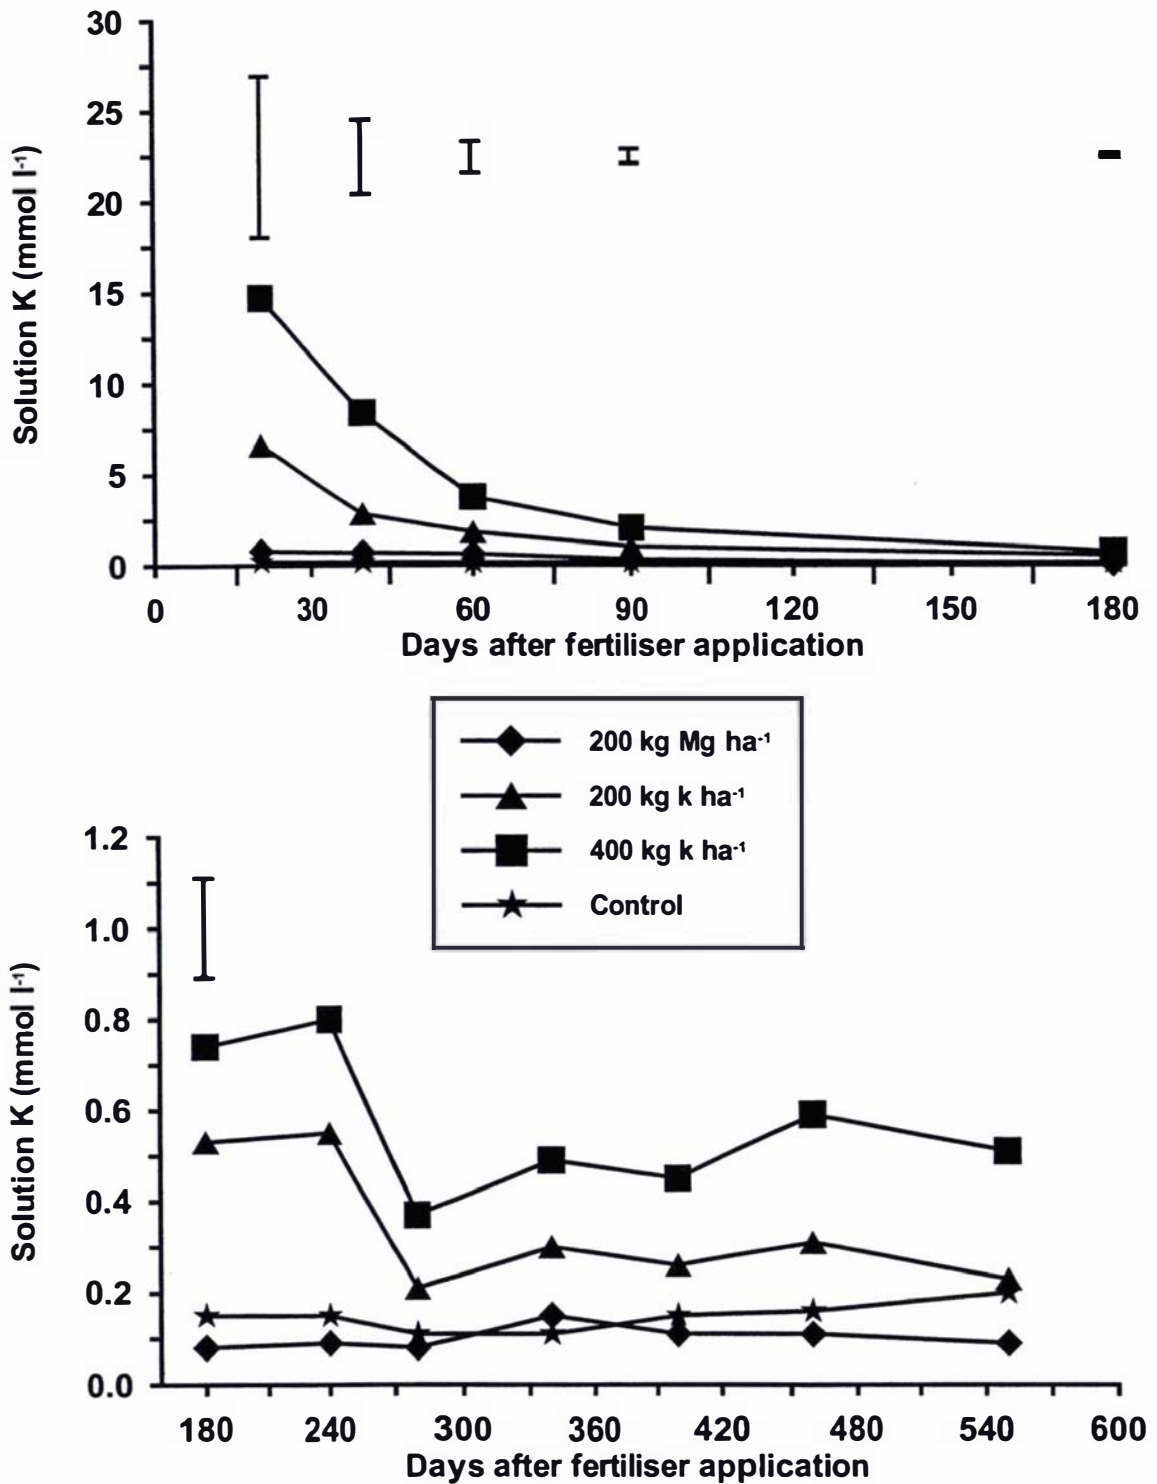 30
25
20
15
10
5
0
Solution K (mmol l-1)
0 30 60 90 120 150 180
Days after fertiliser application
200 kg Mg ha-1
200 kg k ha-1
400 kg k ha-1
Control
1.2
1.0
0.8
0.6
0.4
0.2
0.0
Solution K (mmol l-1)
180 240 300 360 420 480 540 600
Days after fertiliser application